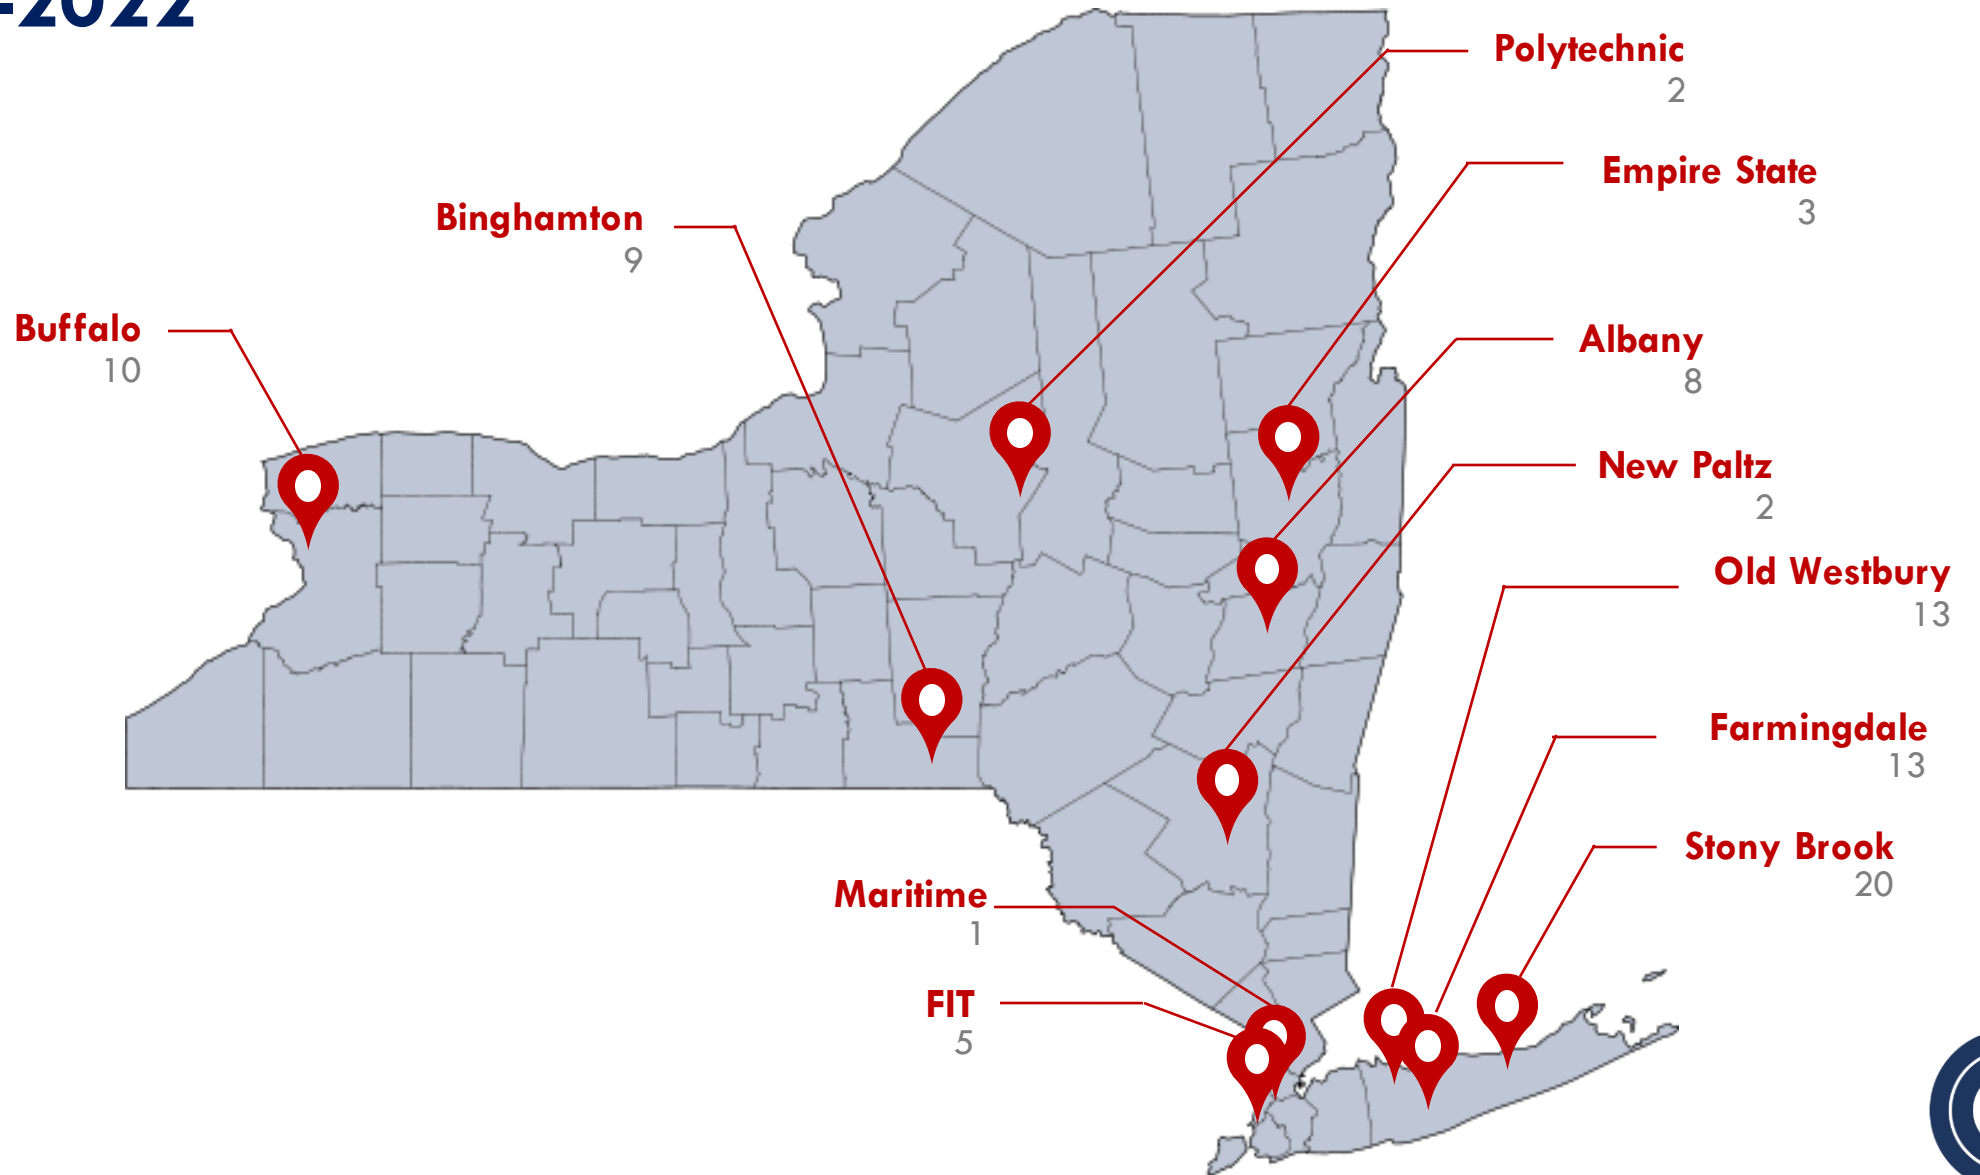 -2022
Polytechnic
2
Empire State
3
Binghamton
9
Buffalo
10
Albany
8
New Paltz
2
Old Westbury
13
Farmingdale
13
Stony Brook
20
Maritime
1
FIT
5